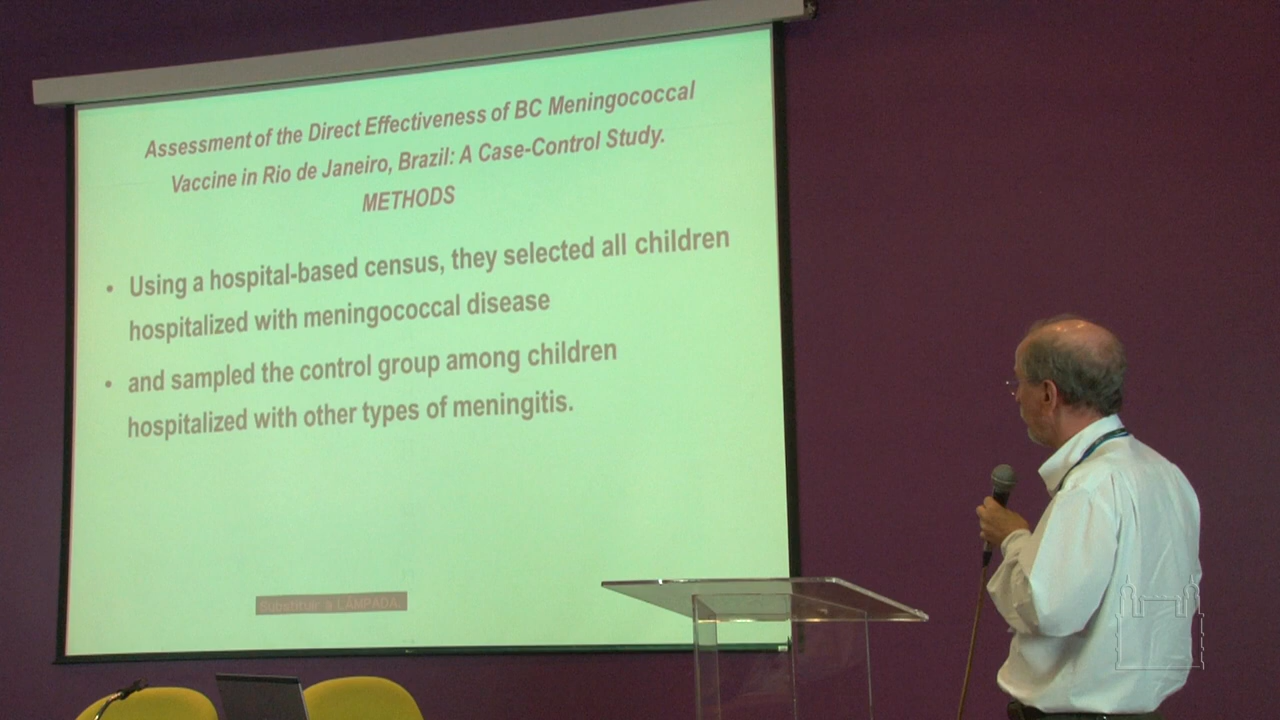 Assessment of the Direct Effectiveness of BC Meningococcal
Vaccine in Rio de Janeiro, Brazil: A Case-Control Study.
METHODS
• Using a hospital-based census, they selected all children
hospitalized with meningococcal disease
• and sampled the control group among children
hospitalized with other types of meningitis.
Substituir a LÂMPADA.